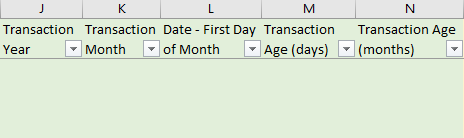 J K L M N
Transaction Transaction Date - First Day Transaction Transaction Age
Year Month of Month Age (days) (months)